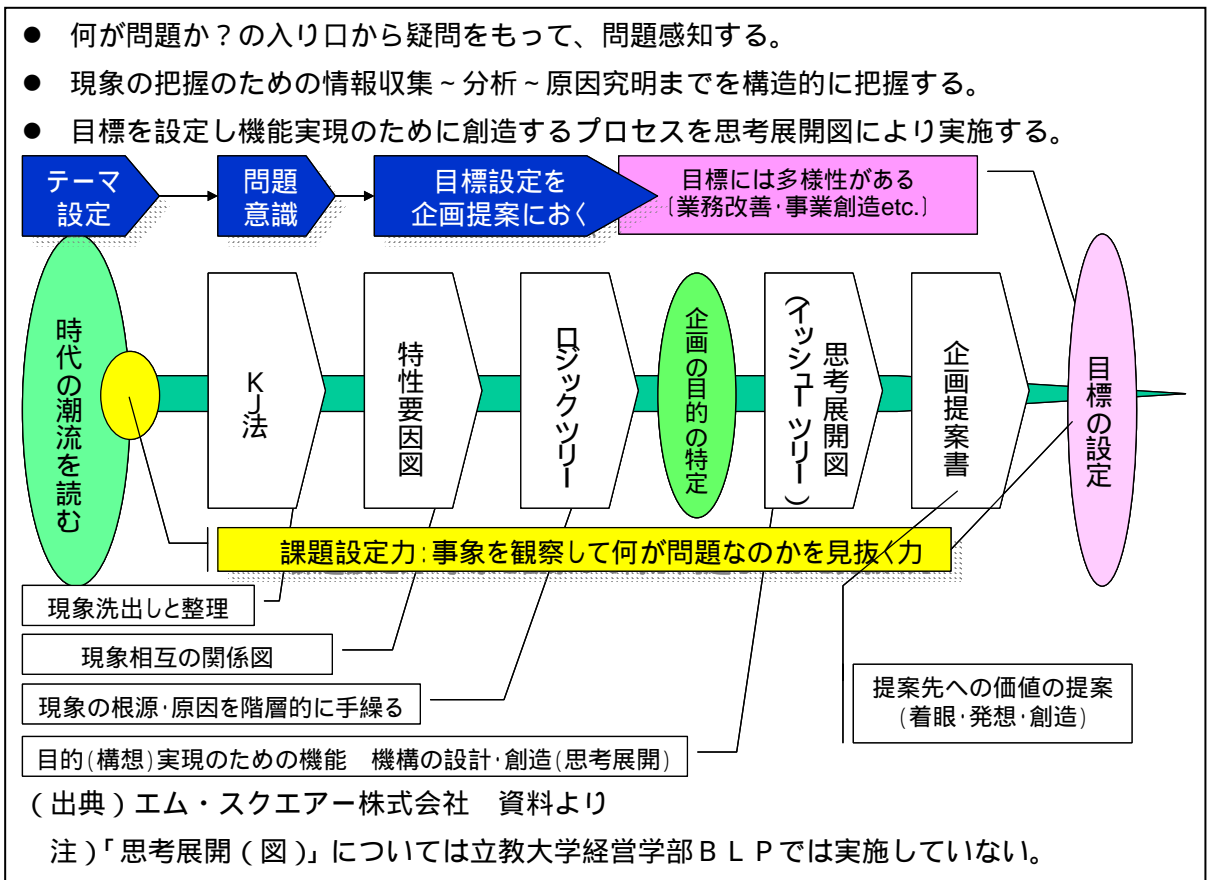 ● 何が問題か？の入り口から疑問をもって、問題感知する。
● 現象の把握のための情報収集～分析～原因究明までを構造的に把握する。
● 目標を設定し機能実現のために創造するプロセスを思考展開図により実施する。
テーマ
設定
問題
意識
目標設定を
企画提案におく
目標には多様性がある
（業務改善・事業創造etc.）
時代の潮流を読む
ＫＪ法
特性要因図
ロジックツリー
企画の目的の特定
思考展開図
（イッシューツリー）
企画提案書
目標の設定
課題設定力：事象を観察して何が問題なのかを見抜く力
現象洗出しと整理
現象相互の関係図
現象の根源・原因を階層的に手繰る
目的（構想）実現のための機能　機構の設計・創造（思考展開）
提案先への価値の提案
（着眼・発想・創造）
（出典）エム・スクエアー株式会社　資料より
注）「思考展開（図）」については立教大学経営学部ＢＬＰでは実施していない。